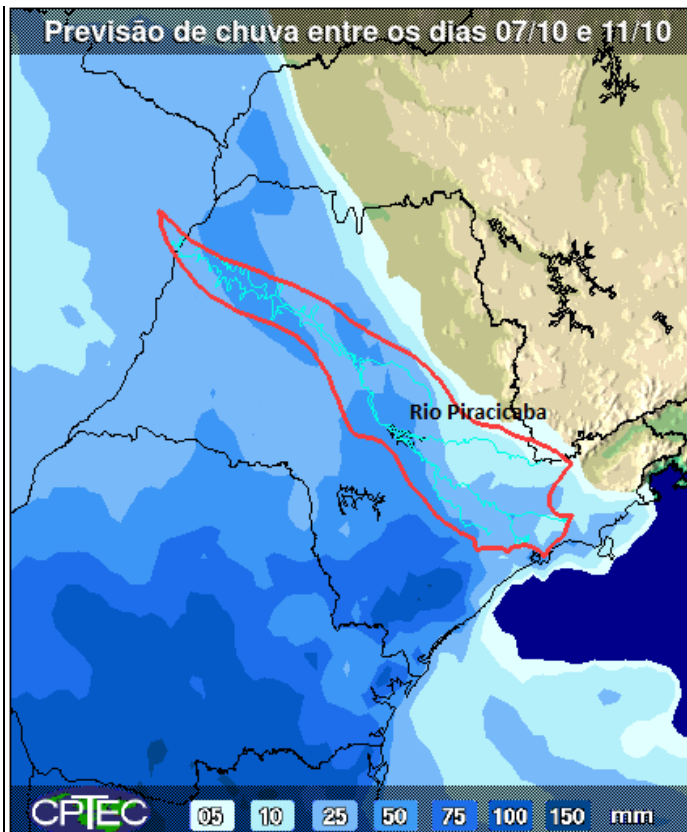 Previsão de chuva entre os dias 07/10 e 11/10
Rio Piracicaba
CPTEC 05 10 25 50 75 100 150 mm